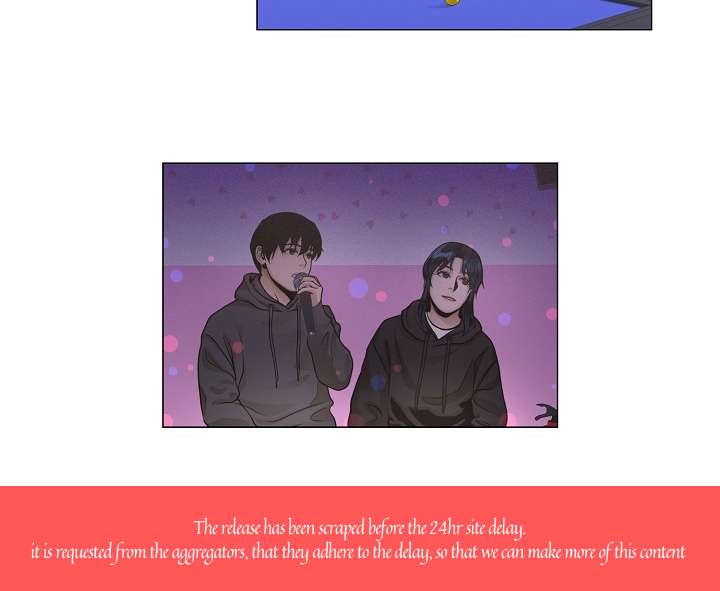 The release has been scraped before the 24hr site delay.
it is requested from the aggregators, that they adhere to the delay, so that we can make more of this content